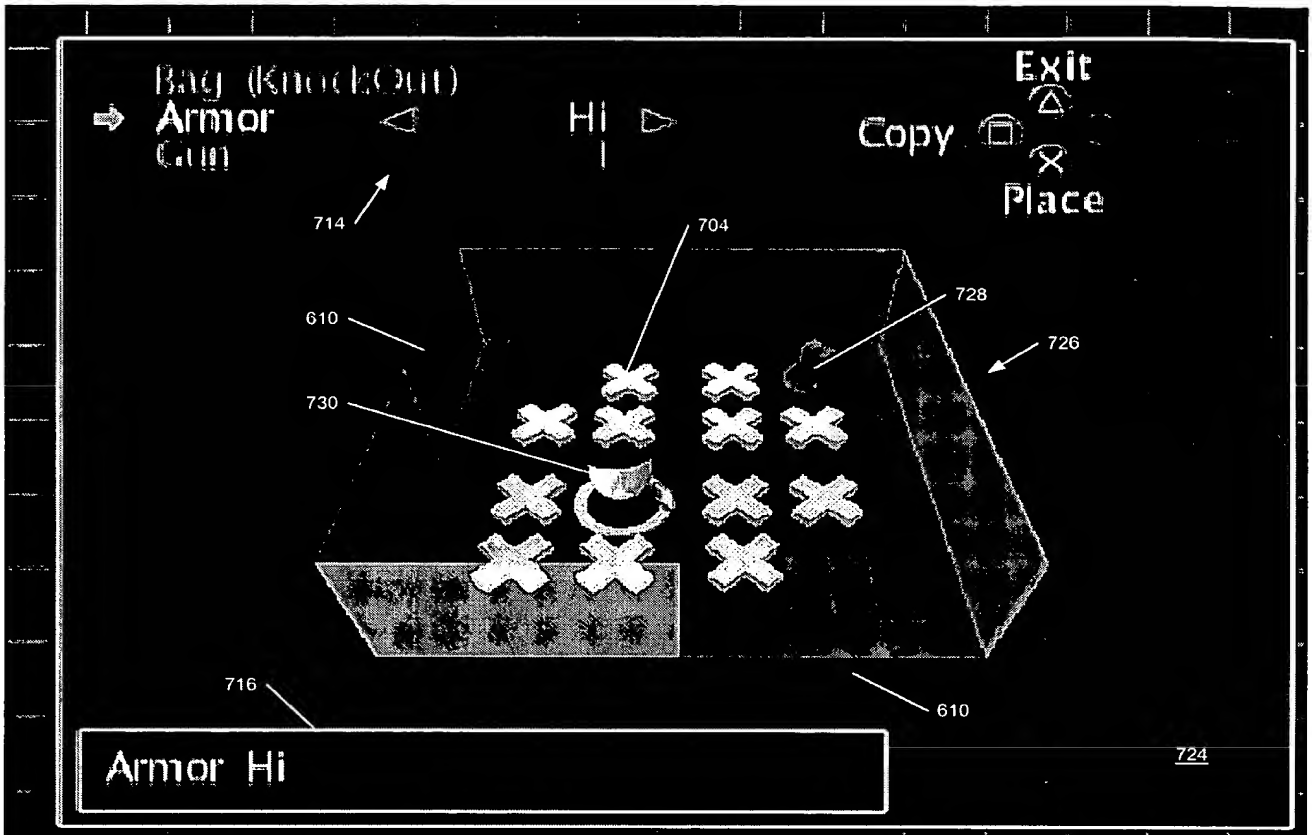 Bag (KnockOut)
Exit
Armor
Hi
Gun
Copy
Place
714
704
728
610
726
730
716
610
724
Armor Hi